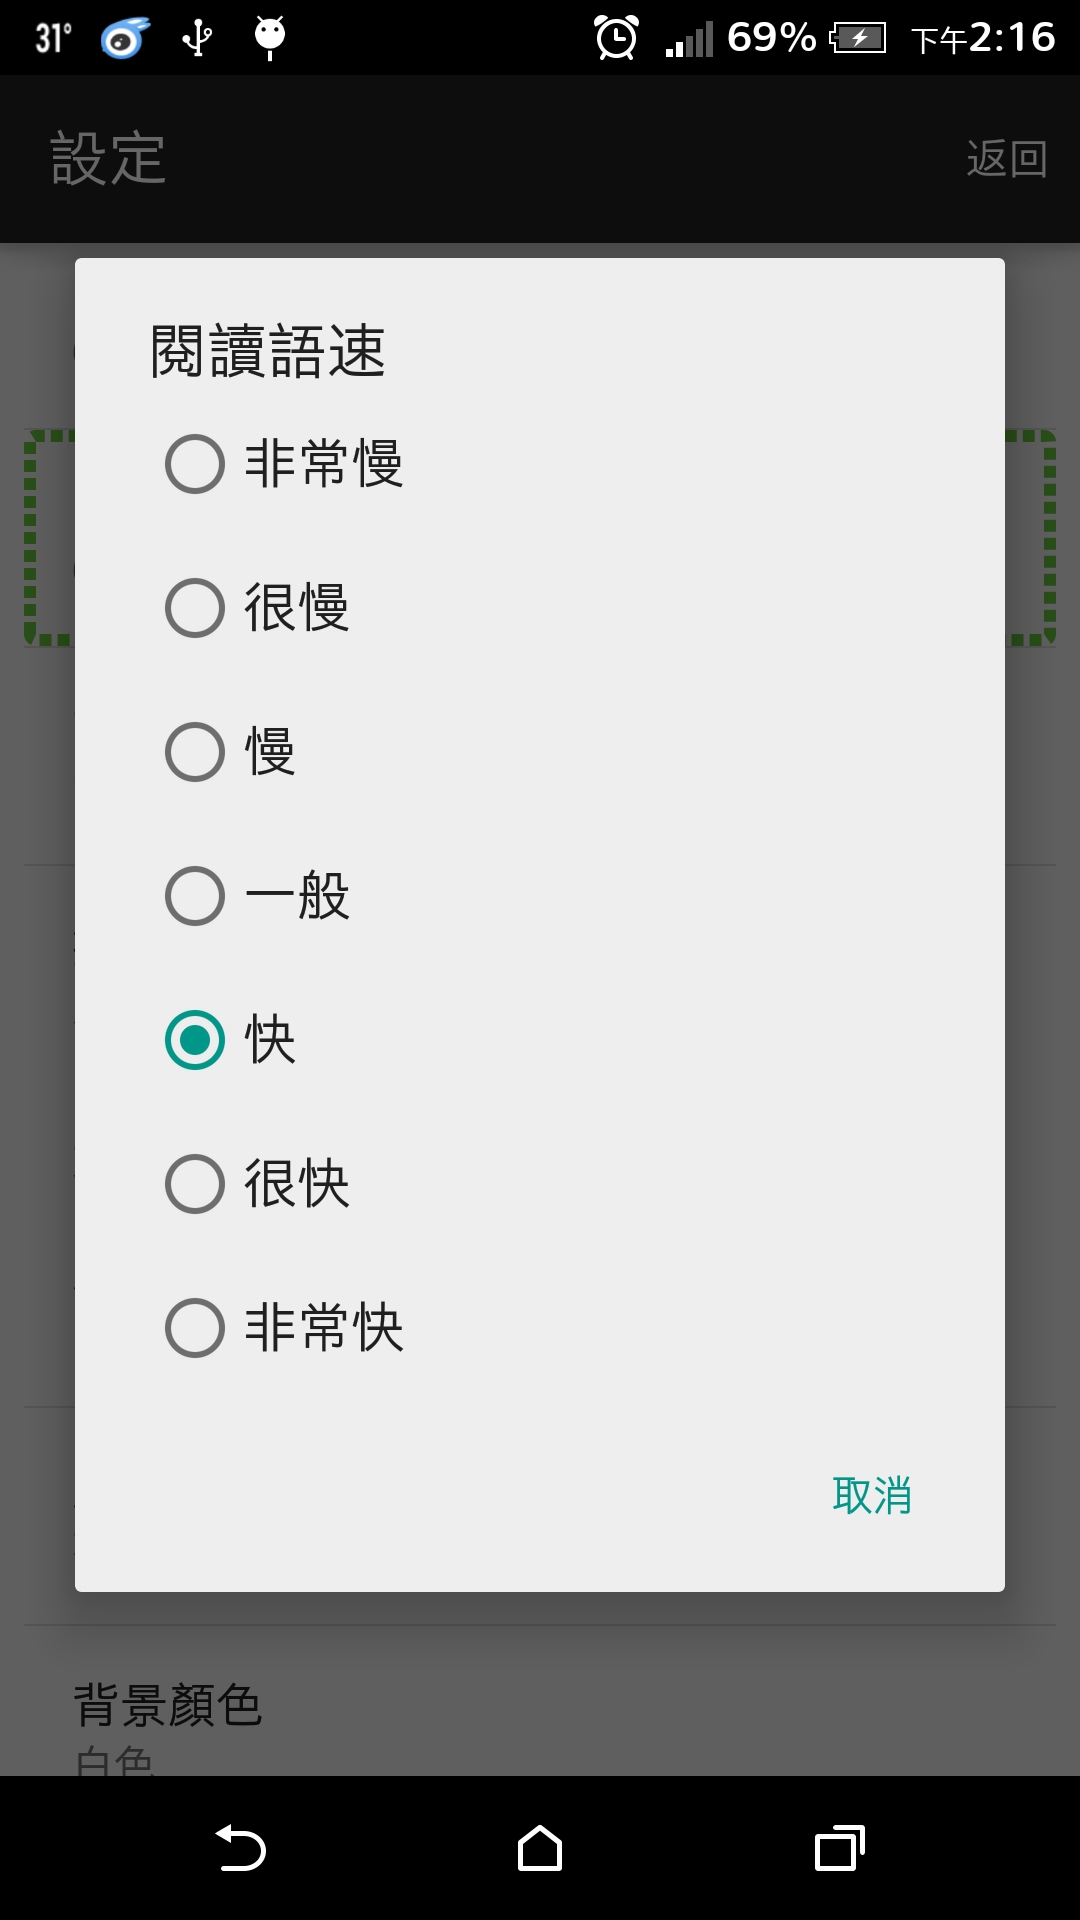 31° 69% 下午2:16
設定 返回
閱讀語速
非常慢
很慢
慢
一般
快
很快
非常快
取消
背景顏色
白色